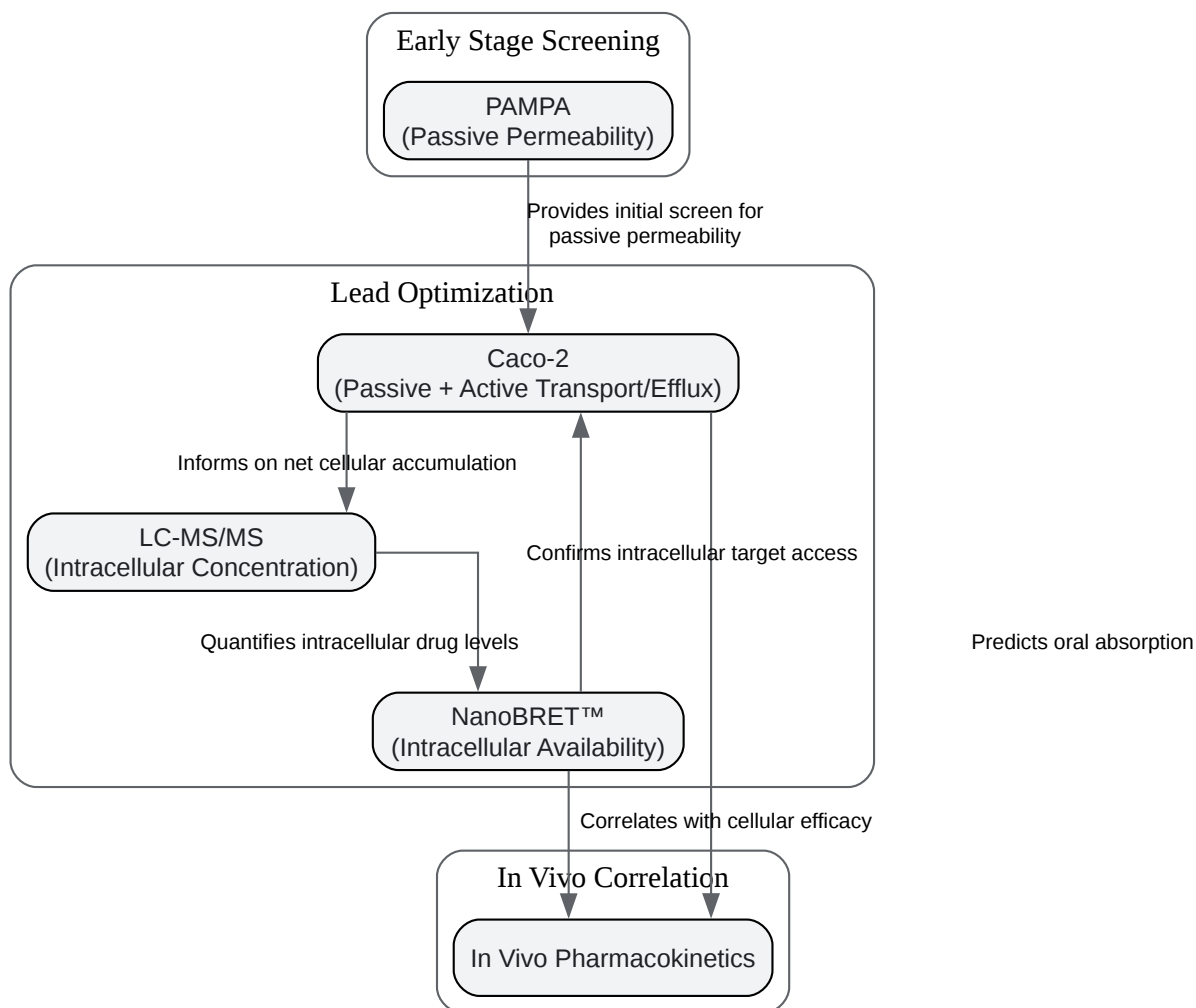 Early Stage Screening
PAMPA
(Passive Permeability)
Provides initial screen for
passive permeability
Lead Optimization
Caco-2
(Passive + Active Transport/Efflux)
Informs on net cellular accumulation
LC-MS/MS
(Intracellular Concentration)
Confirms intracellular target access
Quantifies intracellular drug levels
Predicts oral absorption
NanoBRET™
(Intracellular Availability)
Correlates with cellular efficacy
In Vivo Correlation
In Vivo Pharmacokinetics